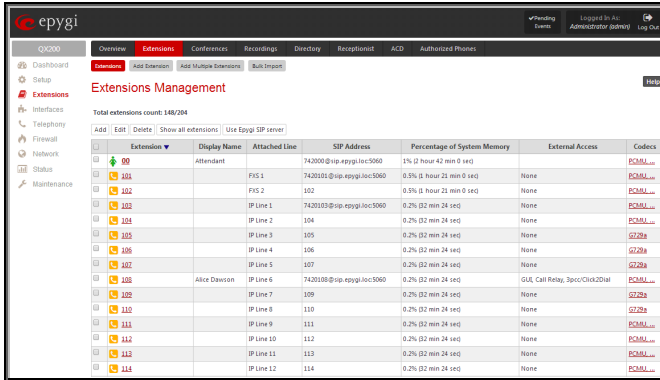 epygi
✔Pending Events
Logged In As: Administrator (admin)
Log Out
QX200
Overview Extensions Conferences Recordings Directory Receptionist ACD Authorized Phones
Dashboard
Setup
Extensions
Interfaces
Telephony
Firewall
Network
Status
Maintenance
Extensions Add Extension Add Multiple Extensions Bulk Import
Help
Extensions Management
Total extensions count: 148/204
Add Edit Delete Show all extensions Use Epygi SIP server
Extension ▼ Display Name Attached Line SIP Address Percentage of System Memory External Access Codecs
00 Attendant 742000@sip.epygi.loc:5060 1% (2 hour 42 min 0 sec) PCMU, ...
101 FXS 1 7420101@sip.epygi.loc:5060 0.5% (1 hour 21 min 0 sec) None PCMU, ...
102 FXS 2 102 0.5% (1 hour 21 min 0 sec) None PCMU, ...
103 IP Line 1 7420103@sip.epygi.loc:5060 0.2% (32 min 24 sec) None PCMU, ...
104 IP Line 2 104 0.2% (32 min 24 sec) None PCMU, ...
105 IP Line 3 105 0.2% (32 min 24 sec) None G729a
106 IP Line 4 106 0.2% (32 min 24 sec) None G729a
107 IP Line 5 107 0.2% (32 min 24 sec) None G729a
108 Alice Dawson IP Line 6 7420108@sip.epygi.loc:5060 0.2% (32 min 24 sec) GUI, Call Relay, 3pcc/Click2Dial PCMU, ...
109 IP Line 7 109 0.2% (32 min 24 sec) None G729a
110 IP Line 8 110 0.2% (32 min 24 sec) None G729a
111 IP Line 9 111 0.2% (32 min 24 sec) None PCMU, ...
112 IP Line 10 112 0.2% (32 min 24 sec) None PCMU, ...
113 IP Line 11 113 0.2% (32 min 24 sec) None PCMU, ...
114 IP Line 12 114 0.2% (32 min 24 sec) None PCMU, ...